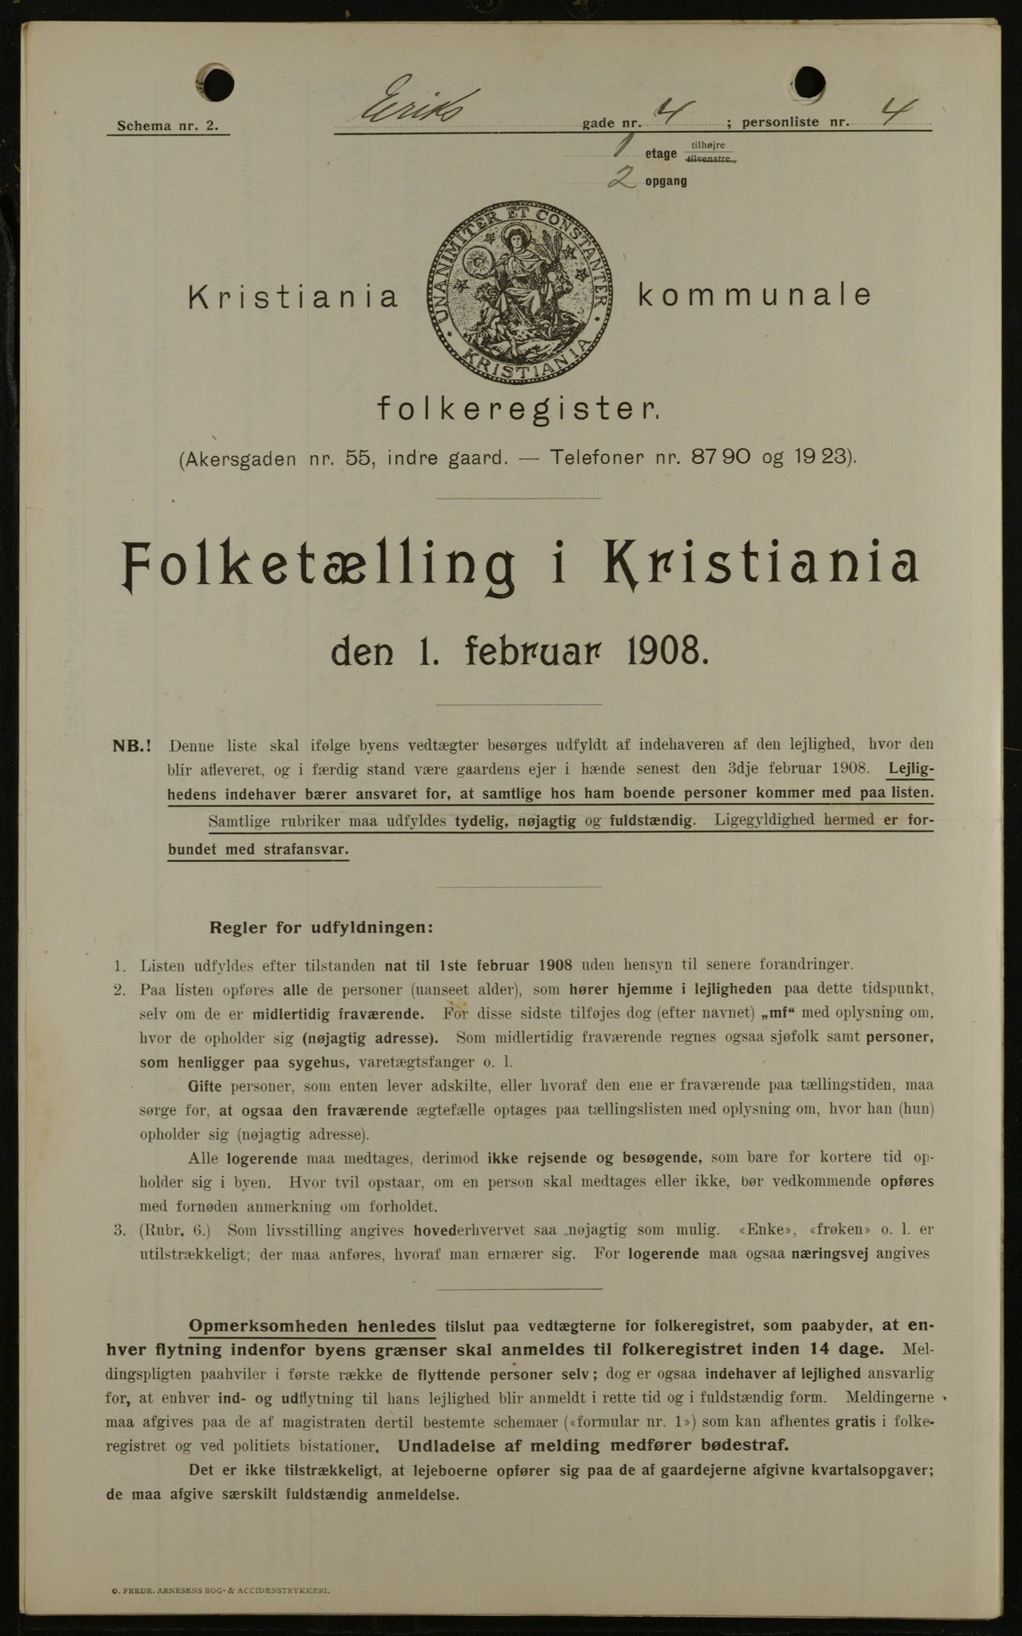 Schema nr. 2.
Eriks gade nr. 4; personliste nr. 4
1 etage tilhøjre tilvenstre
2 opgang
UNANIMITER ET CONSTANTER · KRISTIANIA ·
Kristiania kommunale
folkeregister.
(Akersgaden nr. 55, indre gaard. — Telefoner nr. 87 90 og 19 23).
Folketælling i Kristiania
den 1. februar 1908.
NB.! Denne liste skal ifølge byens vedtægter besørges udfyldt af indehaveren af den lejlighed, hvor den
blir afleveret, og i færdig stand være gaardens ejer i hænde senest den 3dje februar 1908. Lejlig-
hedens indehaver bærer ansvaret for, at samtlige hos ham boende personer kommer med paa listen.
Samtlige rubriker maa udfyldes tydelig, nøjagtig og fuldstændig. Ligegyldighed hermed er for-
bundet med strafansvar.
Regler for udfyldningen:
1. Listen udfyldes efter tilstanden nat til 1ste februar 1908 uden hensyn til senere forandringer.
2. Paa listen opføres alle de personer (uanseet alder), som hører hjemme i lejligheden paa dette tidspunkt,
selv om de er midlertidig fraværende. For disse sidste tilføjes dog (efter navnet) „mf“ med oplysning om,
hvor de opholder sig (nøjagtig adresse). Som midlertidig fraværende regnes ogsaa sjøfolk samt personer,
som henligger paa sygehus, varetægtsfanger o. l.
Gifte personer, som enten lever adskilte, eller hvoraf den ene er fraværende paa tællingstiden, maa
sørge for, at ogsaa den fraværende ægtefælle optages paa tællingslisten med oplysning om, hvor han (hun)
opholder sig (nøjagtig adresse).
Alle logerende maa medtages, derimod ikke rejsende og besøgende, som bare for kortere tid op-
holder sig i byen. Hvor tvil opstaar, om en person skal medtages eller ikke, bør vedkommende opføres
med fornøden anmerkning om forholdet.
3. (Rubr. 6.) Som livsstilling angives hovederhvervet saa nøjagtig som mulig. «Enke», «frøken» o. l. er
utilstrækkeligt; der maa anføres, hvoraf man ernærer sig. For logerende maa ogsaa næringsvej angives
Opmerksomheden henledes tilslut paa vedtægterne for folkeregistret, som paabyder, at en-
hver flytning indenfor byens grænser skal anmeldes til folkeregistret inden 14 dage. Mel-
dingspligten paahviler i første række de flyttende personer selv; dog er ogsaa indehaver af lejlighed ansvarlig
for, at enhver ind- og udflytning til hans lejlighed blir anmeldt i rette tid og i fuldstændig form. Meldingerne
maa afgives paa de af magistraten dertil bestemte schemaer («formular nr. 1») som kan afhentes gratis i folke-
registret og ved politiets bistationer. Undladelse af melding medfører bødestraf.
Det er ikke tilstrækkeligt, at lejeboerne opfører sig paa de af gaardejerne afgivne kvartalsopgaver;
de maa afgive særskilt fuldstændig anmeldelse.
O. FREDR. ARNESENS BOG- & ACCIDENSTRYKKERI.